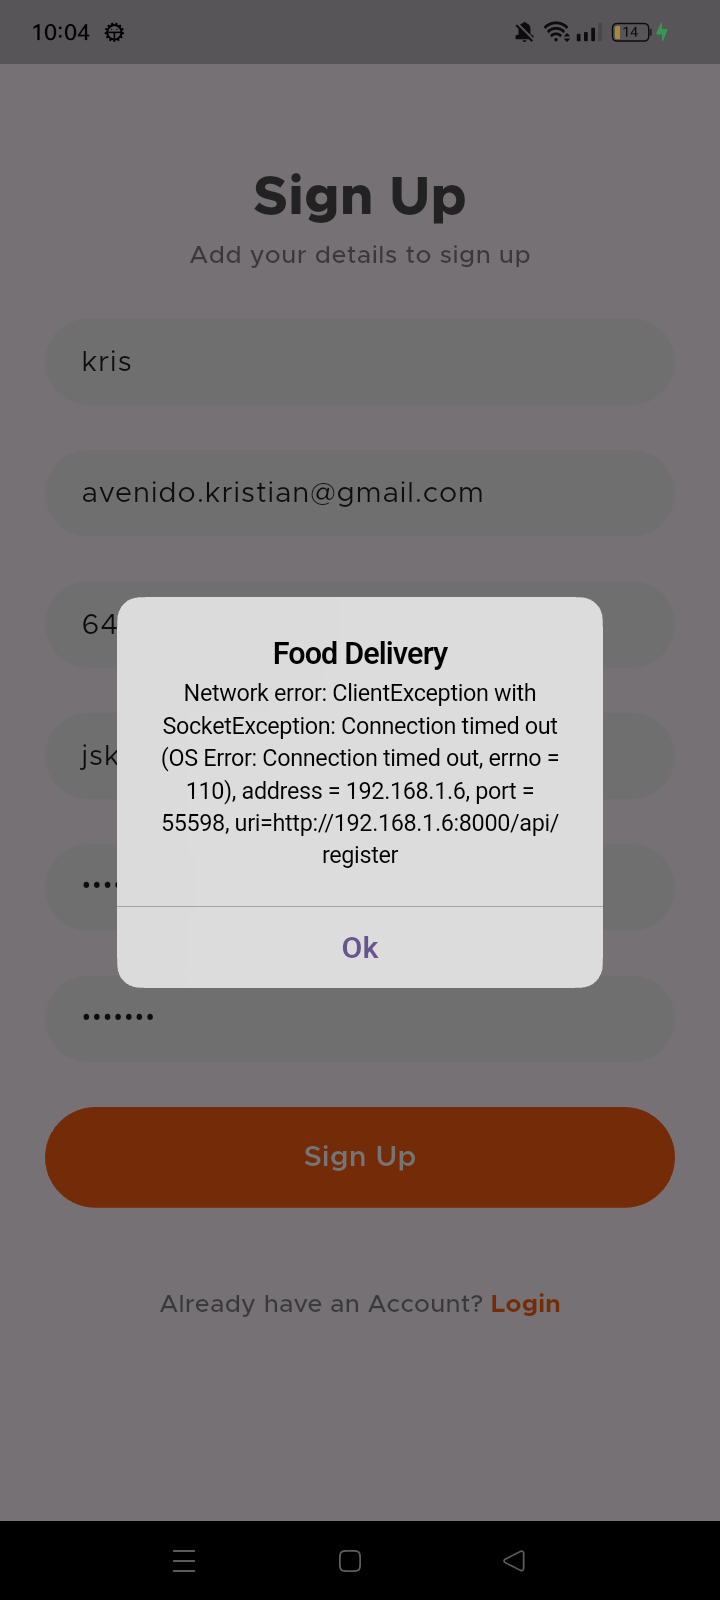 10:04
14
Sign Up
Add your details to sign up
kris
avenido.kristian@gmail.com
64
jsk
Food Delivery
Network error: ClientException with
SocketException: Connection timed out
(OS Error: Connection timed out, errno =
110), address = 192.168.1.6, port =
55598, uri=http://192.168.1.6:8000/api/
register
Ok
Sign Up
Already have an Account? Login